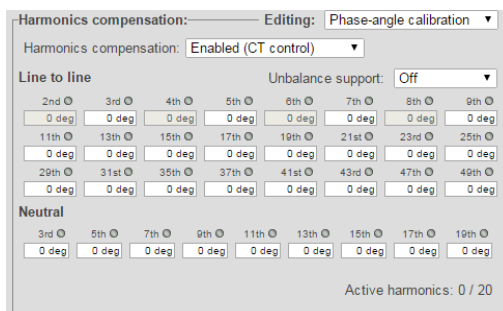 Harmonics compensation: Editing: Phase-angle calibration
Harmonics compensation: Enabled (CT control)
Line to line Unbalance support: Off
2nd 3rd 4th 5th 6th 7th 8th 9th
0 deg 0 deg 0 deg 0 deg 0 deg 0 deg 0 deg 0 deg
11th 13th 15th 17th 19th 21st 23rd 25th
0 deg 0 deg 0 deg 0 deg 0 deg 0 deg 0 deg 0 deg
29th 31st 35th 37th 41st 43rd 47th 49th
0 deg 0 deg 0 deg 0 deg 0 deg 0 deg 0 deg 0 deg
Neutral
3rd 5th 7th 9th 11th 13th 15th 17th 19th
0 deg 0 deg 0 deg 0 deg 0 deg 0 deg 0 deg 0 deg 0 deg
Active harmonics: 0 / 20